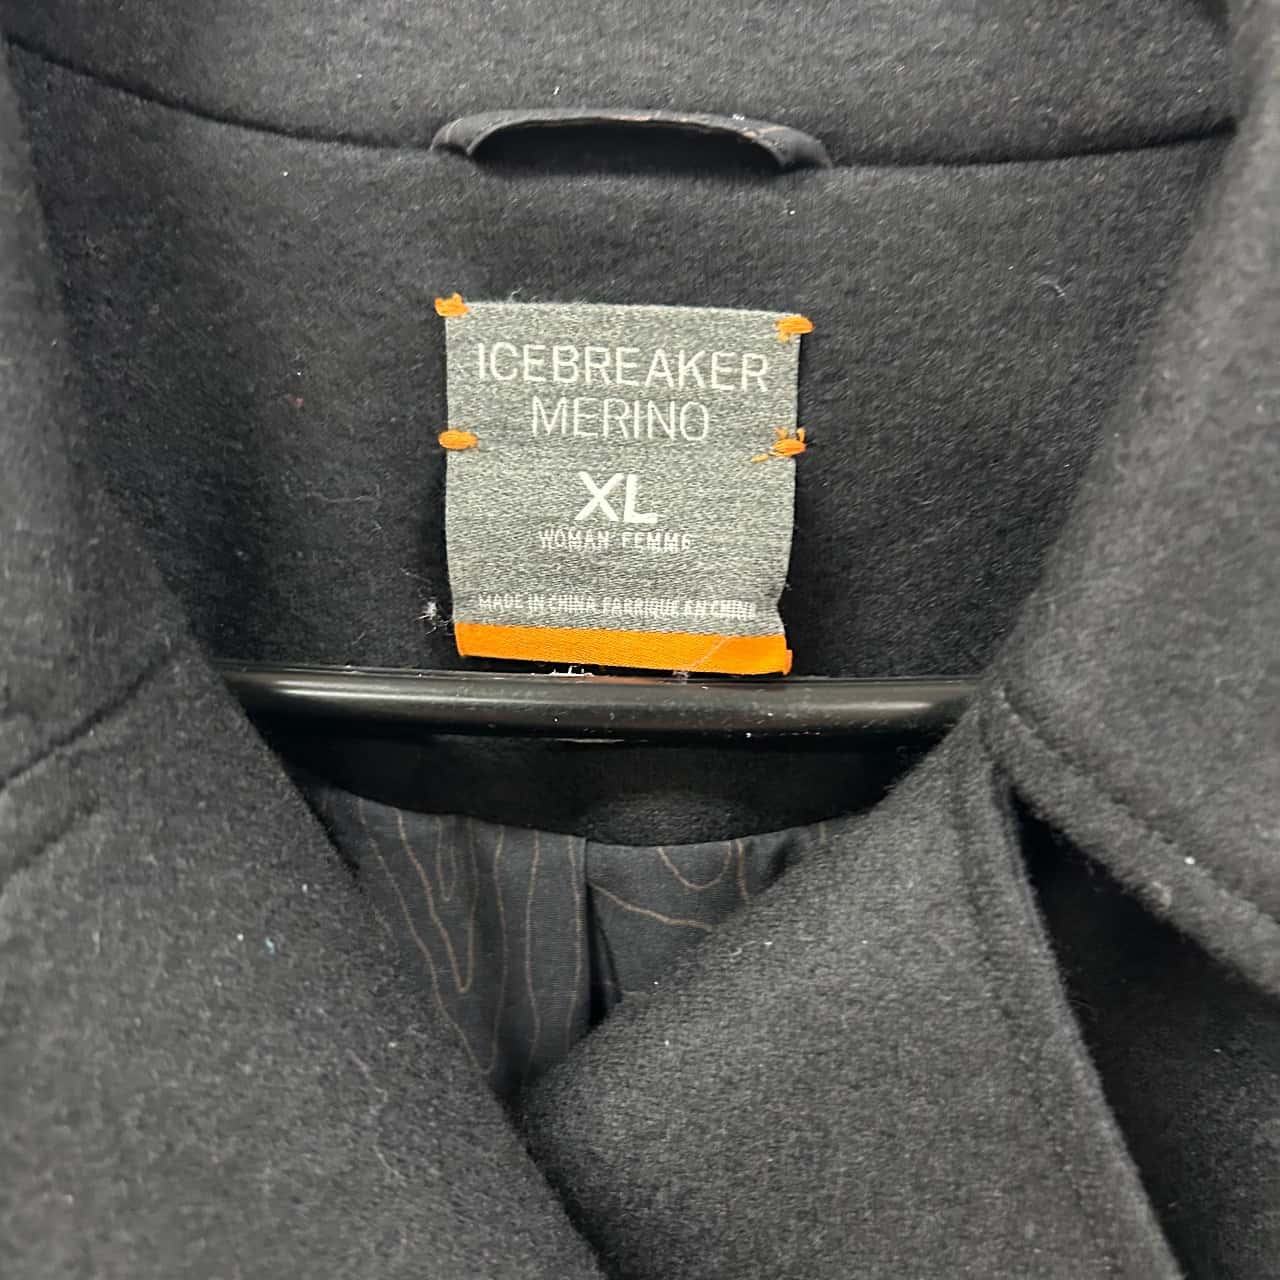 ICEBREAKER
MERINO
XL
WOMAN FEMME
MADE IN CHINA FABRIQUE EN CHINE